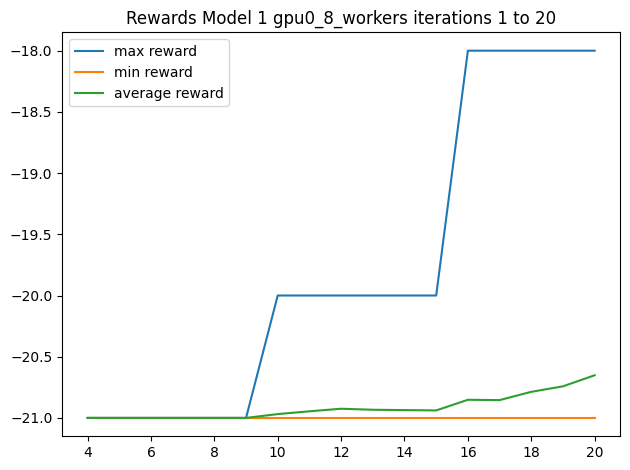 Rewards Model 1 gpu0_8_workers iterations 1 to 20
max reward
min reward
average reward
−18.0
−18.5
−19.0
−19.5
−20.0
−20.5
−21.0
4 6 8 10 12 14 16 18 20